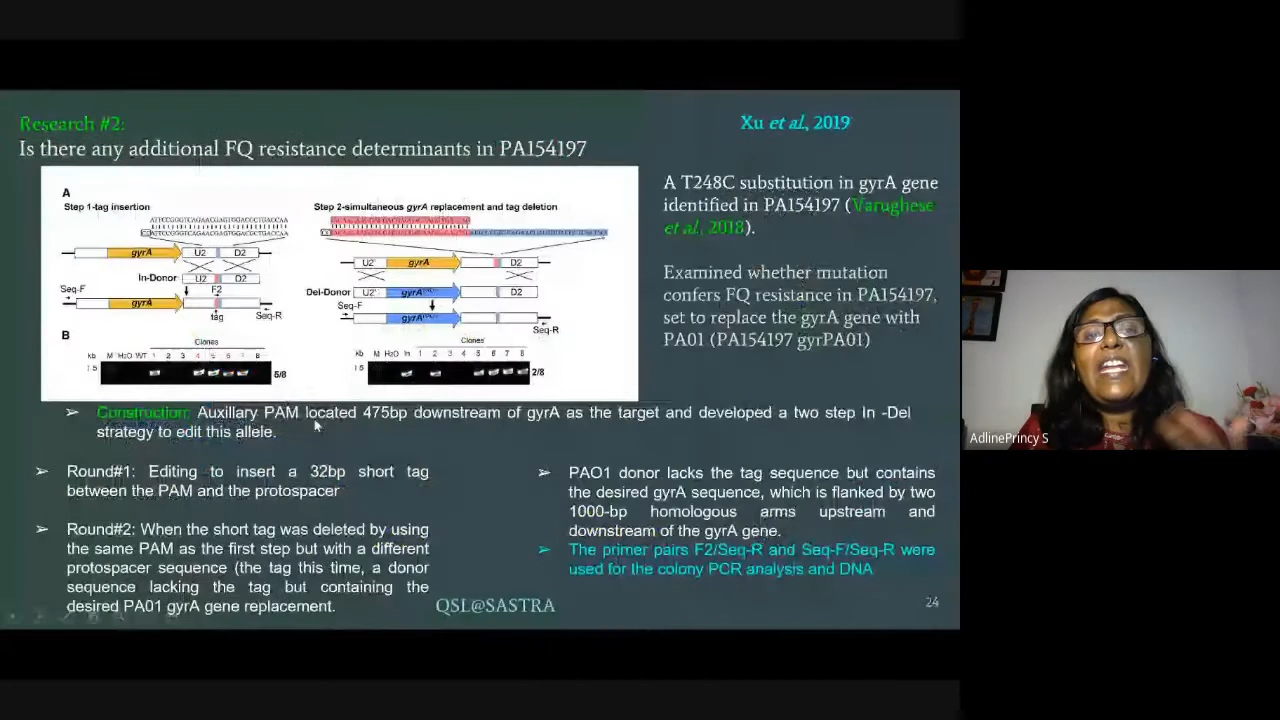 Research #2:
Is there any additional FQ resistance determinants in PA154197
Xu et al., 2019
A
Step 1-tag insertion
Step 2-simultaneous gyrA replacement and tag deletion
gyrA
U2
D2
In-Donor
U2
D2
Seq-F
F2
gyrA
tag
Seq-R
U2'
gyrA
D2
Del-Donor
U2'
gyrA
D2
Seq-F
gyrA
Seq-R
B
Clones
kb M H2O WT 1 2 3 4 5 6 7 8
1.5
5/8
Clones
kb M H2O In 1 2 3 4 5 6 7 8
1.5
2/8
A T248C substitution in gyrA gene
identified in PA154197 (Varughese
et al, 2018).
Examined whether mutation
confers FQ resistance in PA154197,
set to replace the gyrA gene with
PA01 (PA154197 gyrPA01)
➢ Construction: Auxillary PAM located 475bp downstream of gyrA as the target and developed a two step In -Del
strategy to edit this allele.
➢ Round#1: Editing to insert a 32bp short tag
between the PAM and the protospacer
➢ Round#2: When the short tag was deleted by using
the same PAM as the first step but with a different
protospacer sequence (the tag this time, a donor
sequence lacking the tag but containing the
desired PA01 gyrA gene replacement.
➢ PAO1 donor lacks the tag sequence but contains
the desired gyrA sequence, which is flanked by two
1000-bp homologous arms upstream and
downstream of the gyrA gene.
➢ The primer pairs F2/Seq-R and Seq-F/Seq-R were
used for the colony PCR analysis and DNA
QSL@SASTRA
24
AdlinePrincy S